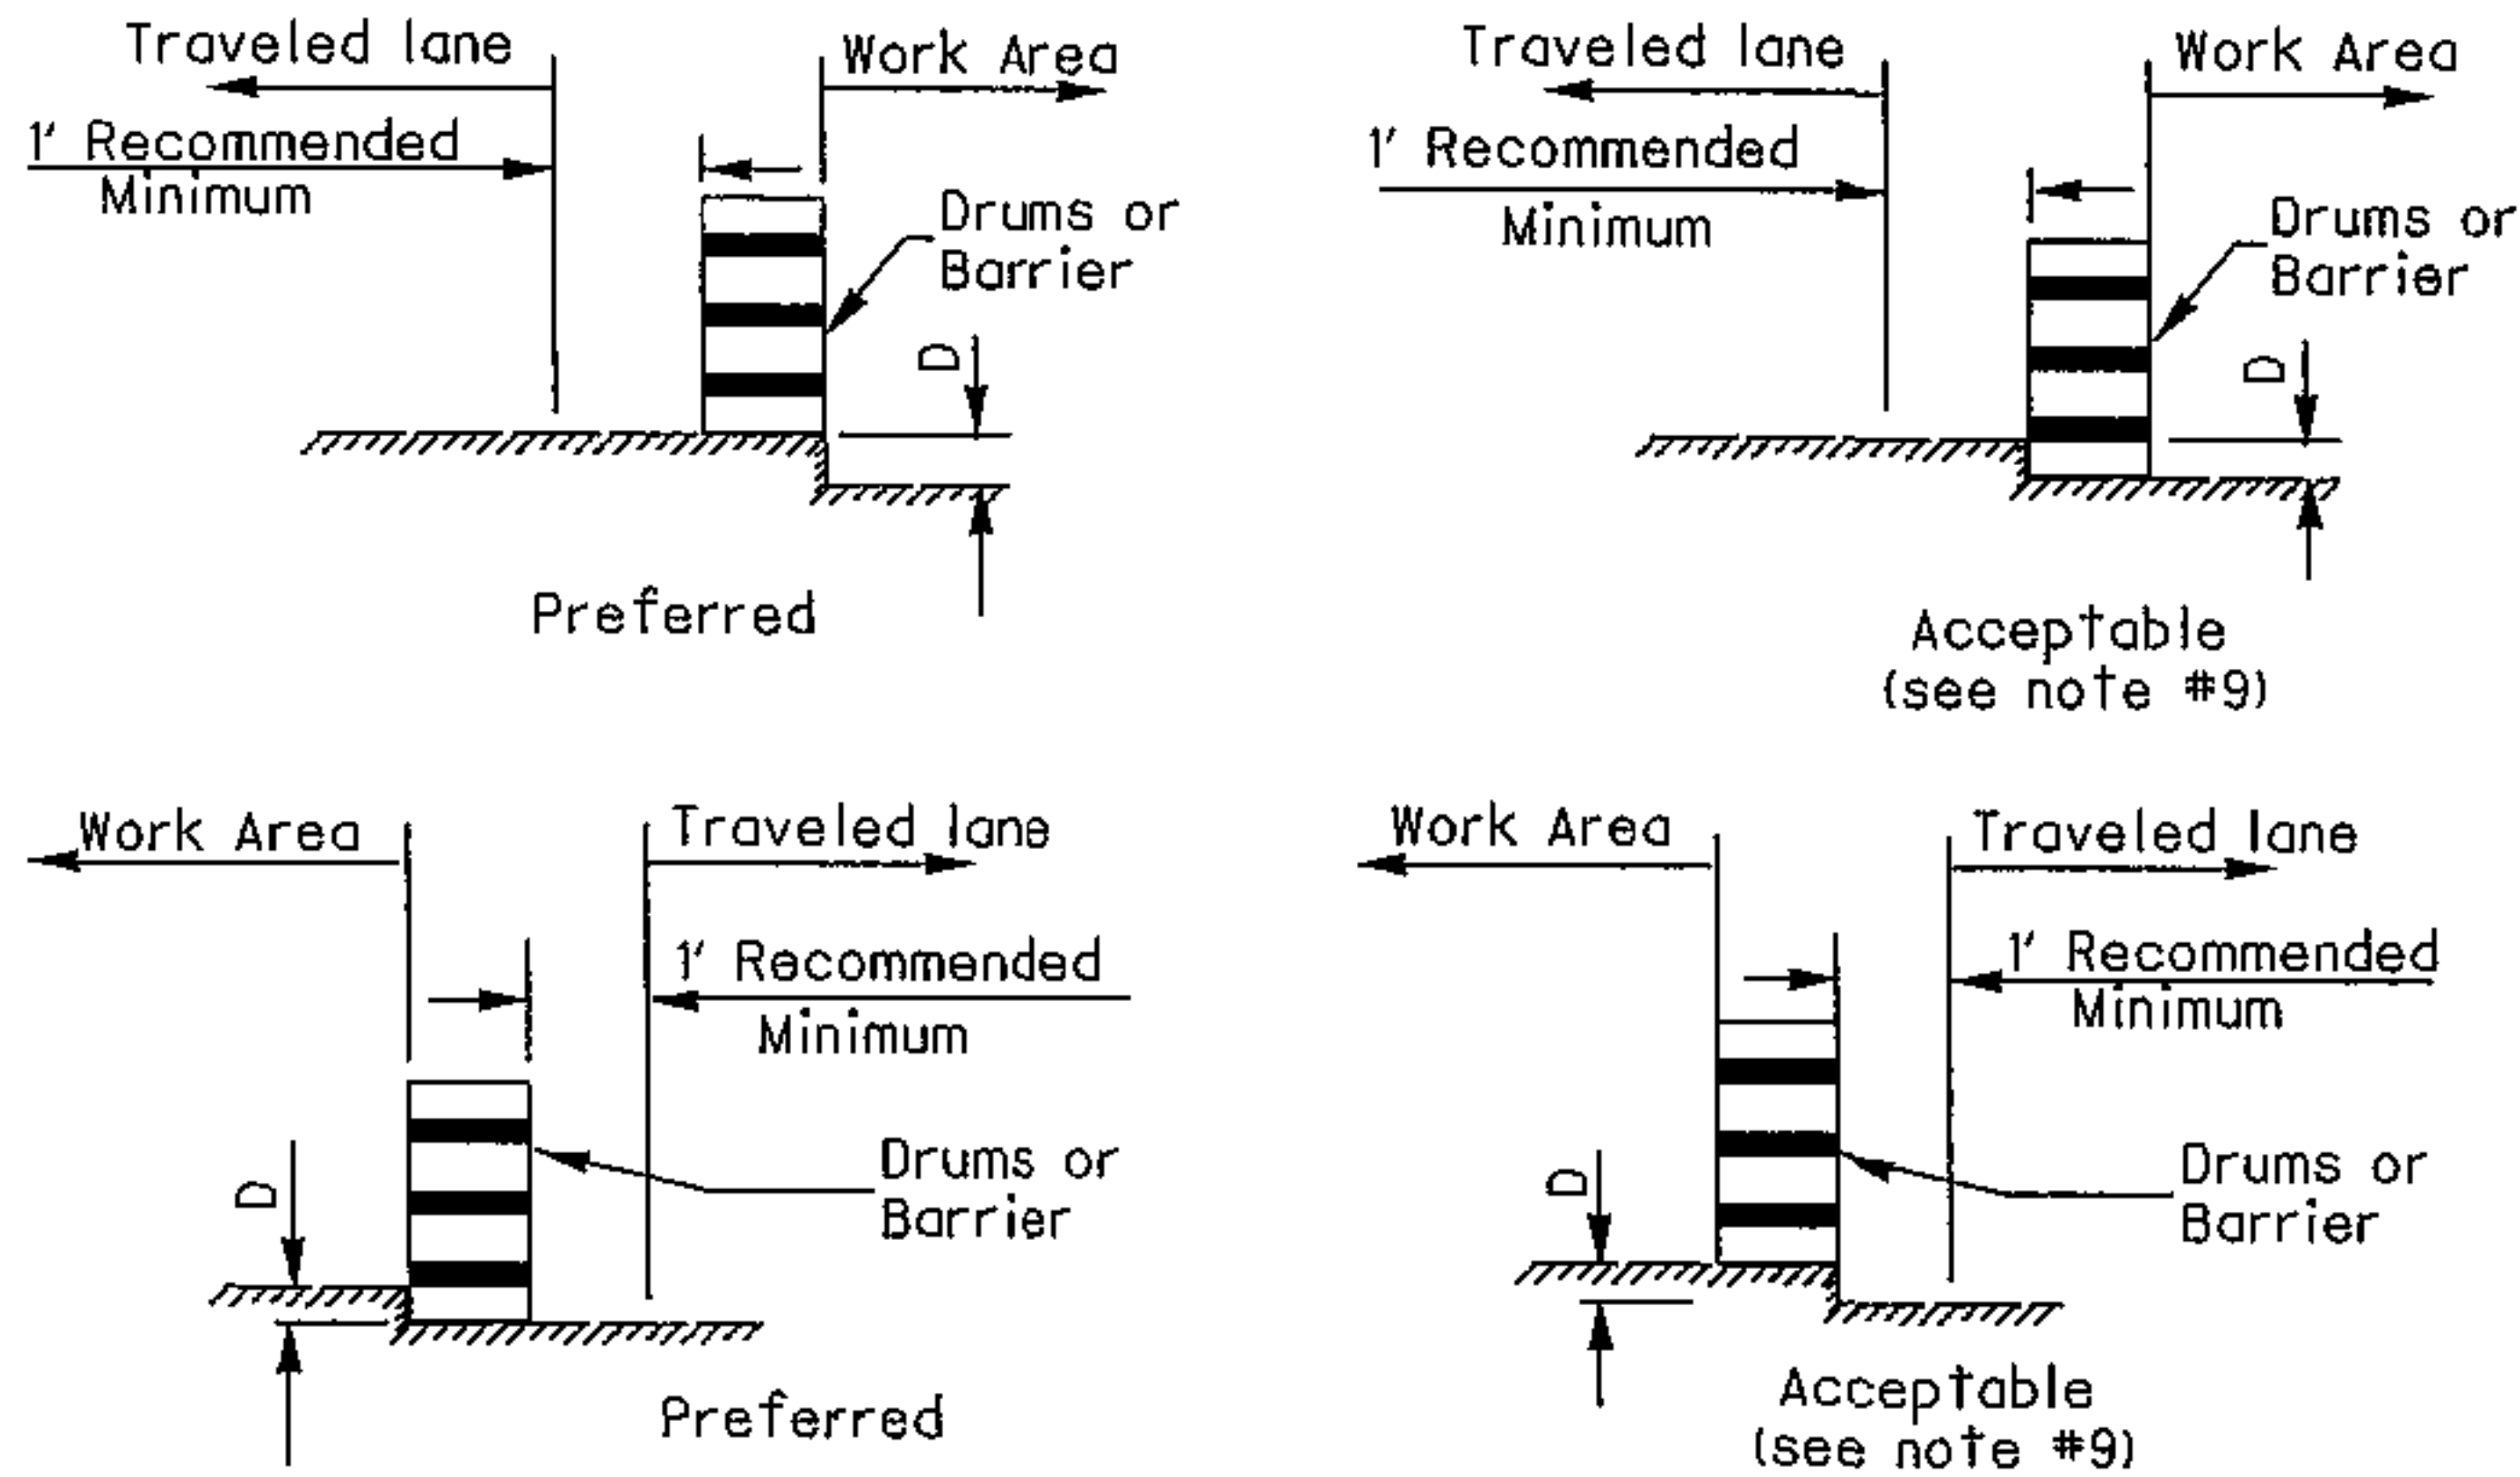 Traveled lane
Work Area
1' Recommended
Minimum
Drums or
Barrier
D
Preferred
Traveled lane
Work Area
1' Recommended
Minimum
Drums or
Barrier
D
Acceptable
(see note #9)
Work Area
Traveled lane
1' Recommended
Minimum
Drums or
Barrier
D
Preferred
Work Area
Traveled lane
1' Recommended
Minimum
Drums or
Barrier
D
Acceptable
(see note #9)